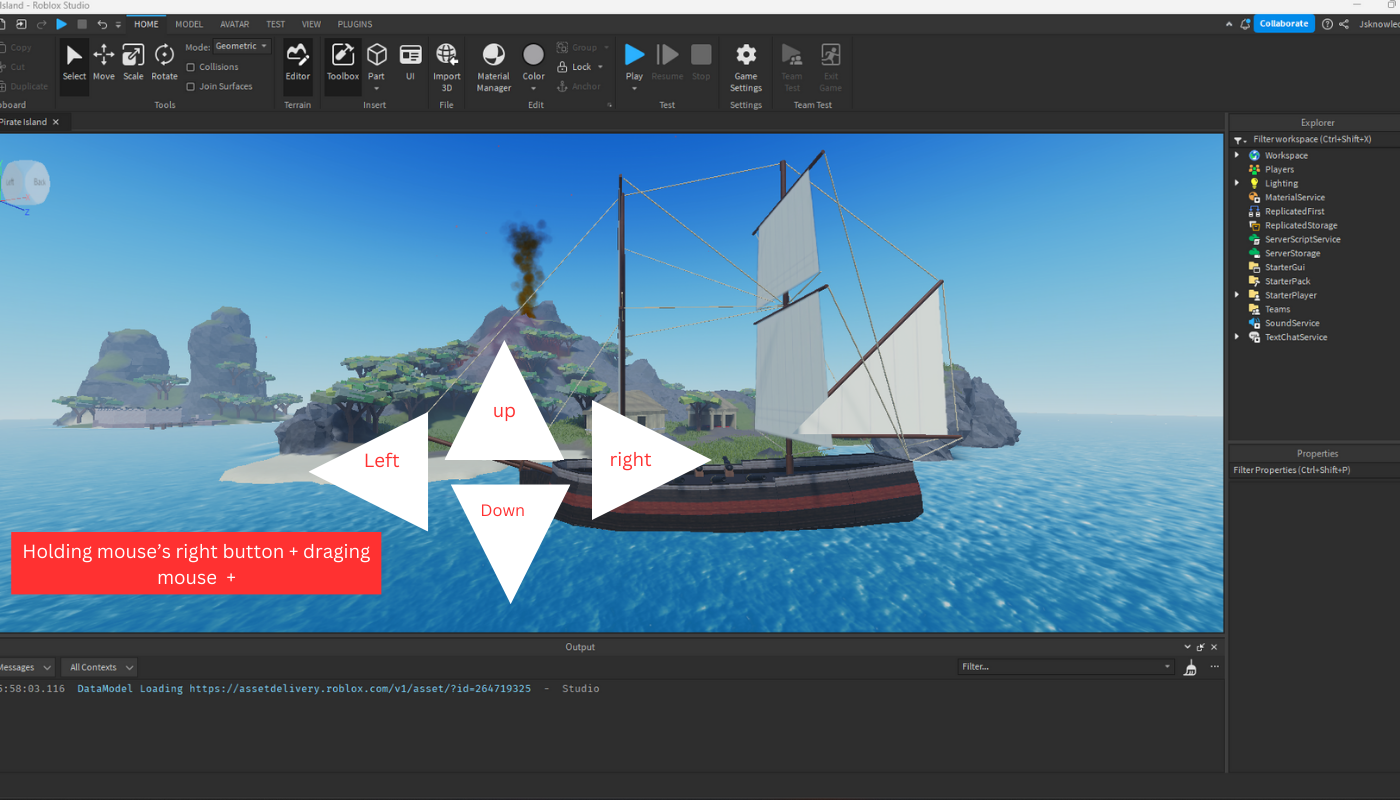 Island - Roblox Studio
HOME MODEL AVATAR TEST VIEW PLUGINS
Collaborate
Copy
Cut
Duplicate
Select Move Scale Rotate
Mode: Geometric
Collisions
Join Surfaces
Tools
Editor
Terrain
Toolbox Part UI
Insert
Import
3D
File
Material
Manager
Color
Group
Lock
Anchor
Edit
Play Resume Stop
Test
Game
Settings
Settings
Team
Test
Exit
Game
Team Test
Pirate Island
Back
Z
up
Left
right
Down
Holding mouse's right button + draging
mouse +
Explorer
Filter workspace (Ctrl+Shift+X)
Workspace
Players
Lighting
MaterialService
ReplicatedFirst
ReplicatedStorage
ServerScriptService
ServerStorage
StarterGui
StarterPack
StarterPlayer
Teams
SoundService
TextChatService
Properties
Filter Properties (Ctrl+Shift+P)
Output
Messages All Contexts Filter...
:58:03.116 DataModel Loading https://assetdelivery.roblox.com/v1/asset/?id=264719325 - Studio